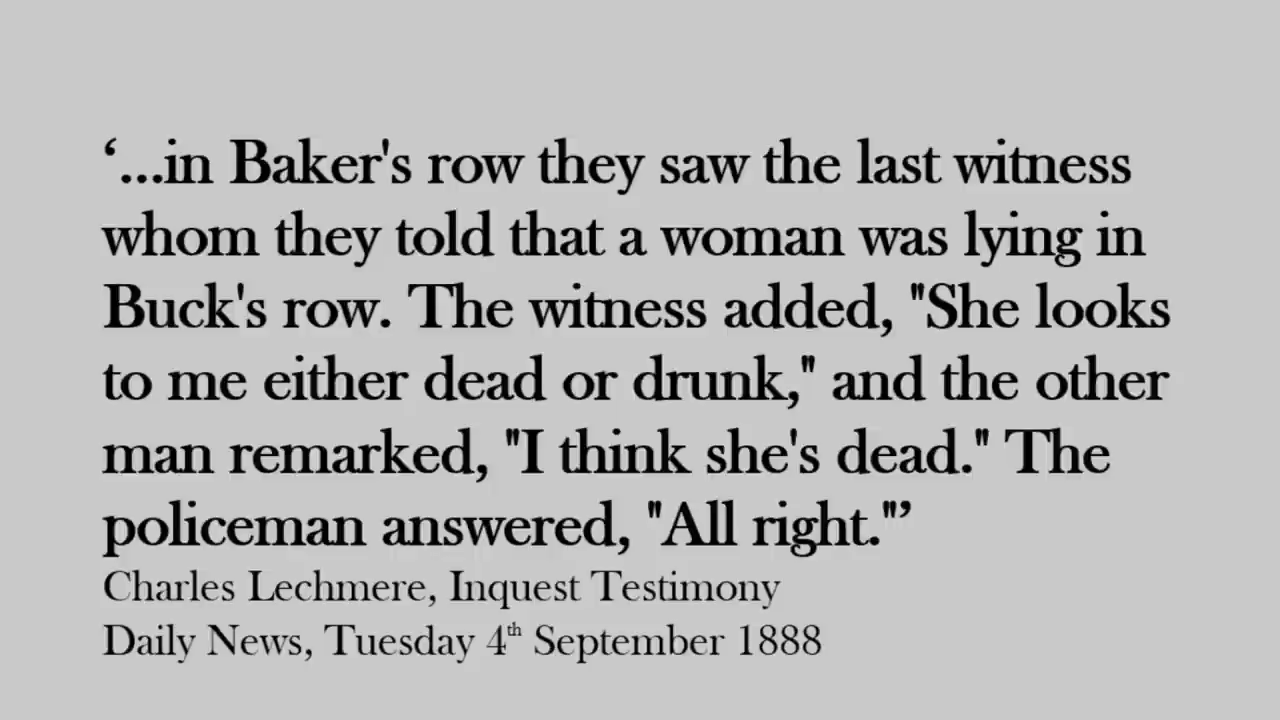 ‘...in Baker's row they saw the last witness
whom they told that a woman was lying in
Buck's row. The witness added, "She looks
to me either dead or drunk," and the other
man remarked, "I think she's dead." The
policeman answered, "All right."’
Charles Lechmere, Inquest Testimony
Daily News, Tuesday 4th September 1888